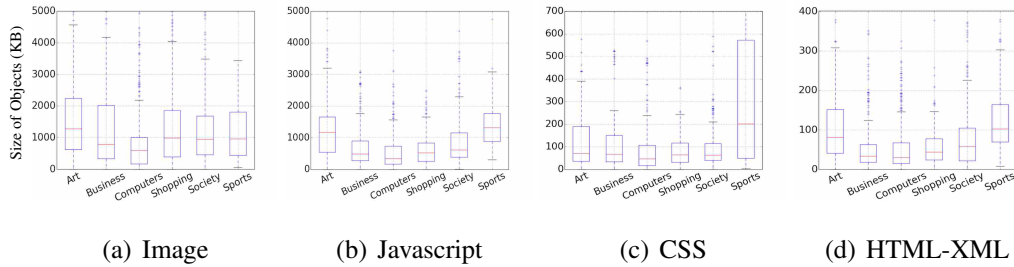 Size of Objects (KB)
5000
4000
3000
2000
1000
0
Art
Business
Computers
Shopping
Society
Sports
(a) Image
5000
4000
3000
2000
1000
0
Art
Business
Computers
Shopping
Society
Sports
(b) Javascript
700
600
500
400
300
200
100
0
Art
Business
Computers
Shopping
Society
Sports
(c) CSS
400
300
200
100
0
Art
Business
Computers
Shopping
Society
Sports
(d) HTML-XML